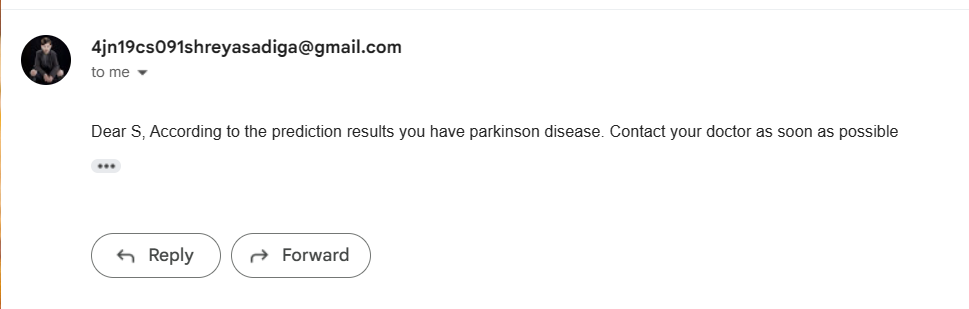 4jn19cs091shreyasadiga@gmail.com
to me
Dear S, According to the prediction results you have parkinson disease. Contact your doctor as soon as possible
Reply Forward